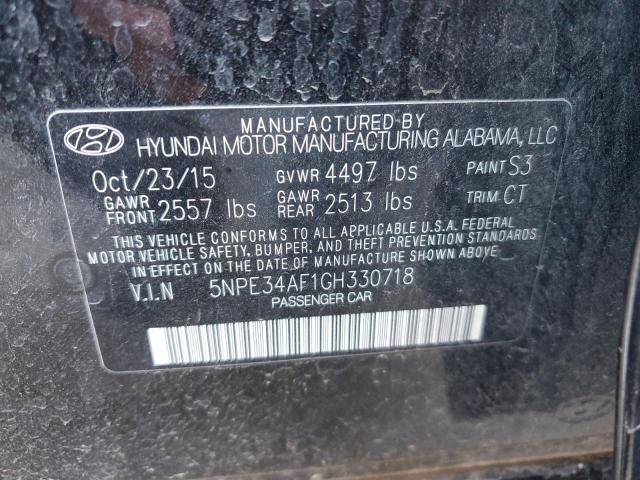 MANUFACTURED BY
HYUNDAI MOTOR MANUFACTURING ALABAMA, LLC
Oct/23/15 GVWR 4497 lbs PAINT S3
GAWR FRONT 2557 lbs GAWR REAR 2513 lbs TRIM CT
THIS VEHICLE CONFORMS TO ALL APPLICABLE U.S.A. FEDERAL
MOTOR VEHICLE SAFETY, BUMPER, AND THEFT PREVENTION STANDARDS
IN EFFECT ON THE DATE OF MANUFACTURE SHOWN ABOVE.
V.I.N 5NPE34AF1GH330718
PASSENGER CAR